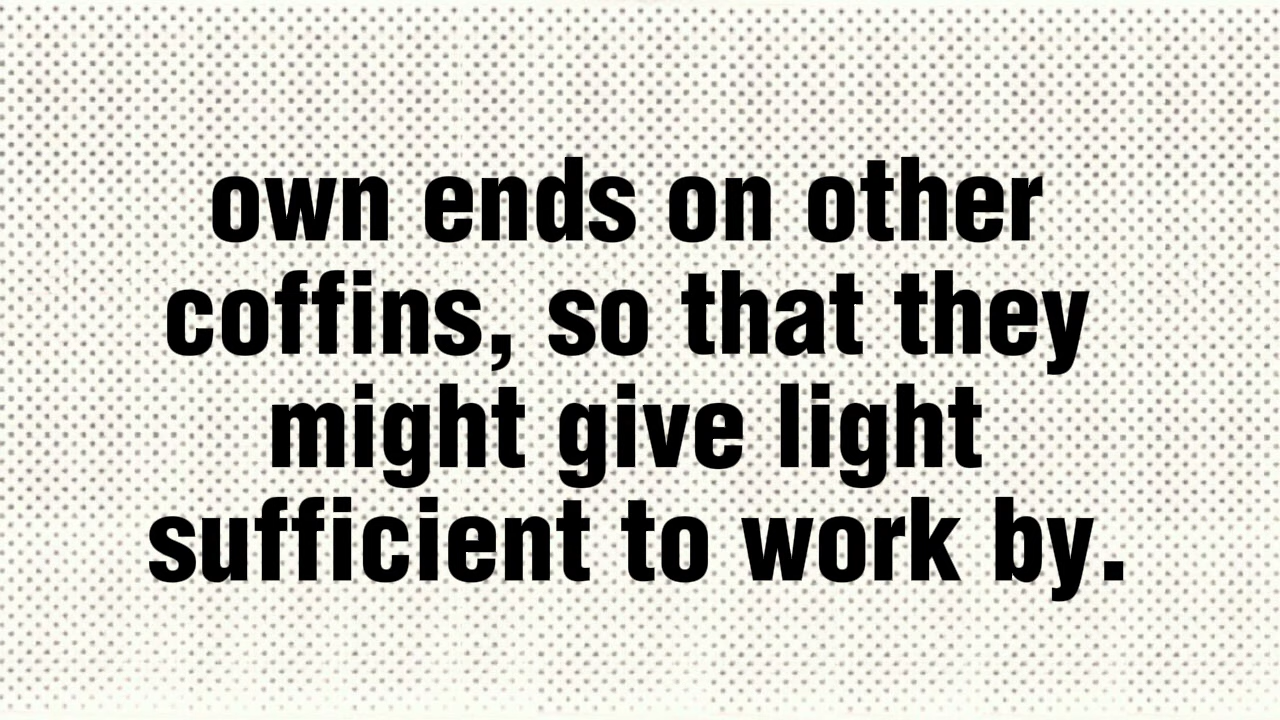 own ends on other
coffins, so that they
might give light
sufficient to work by.